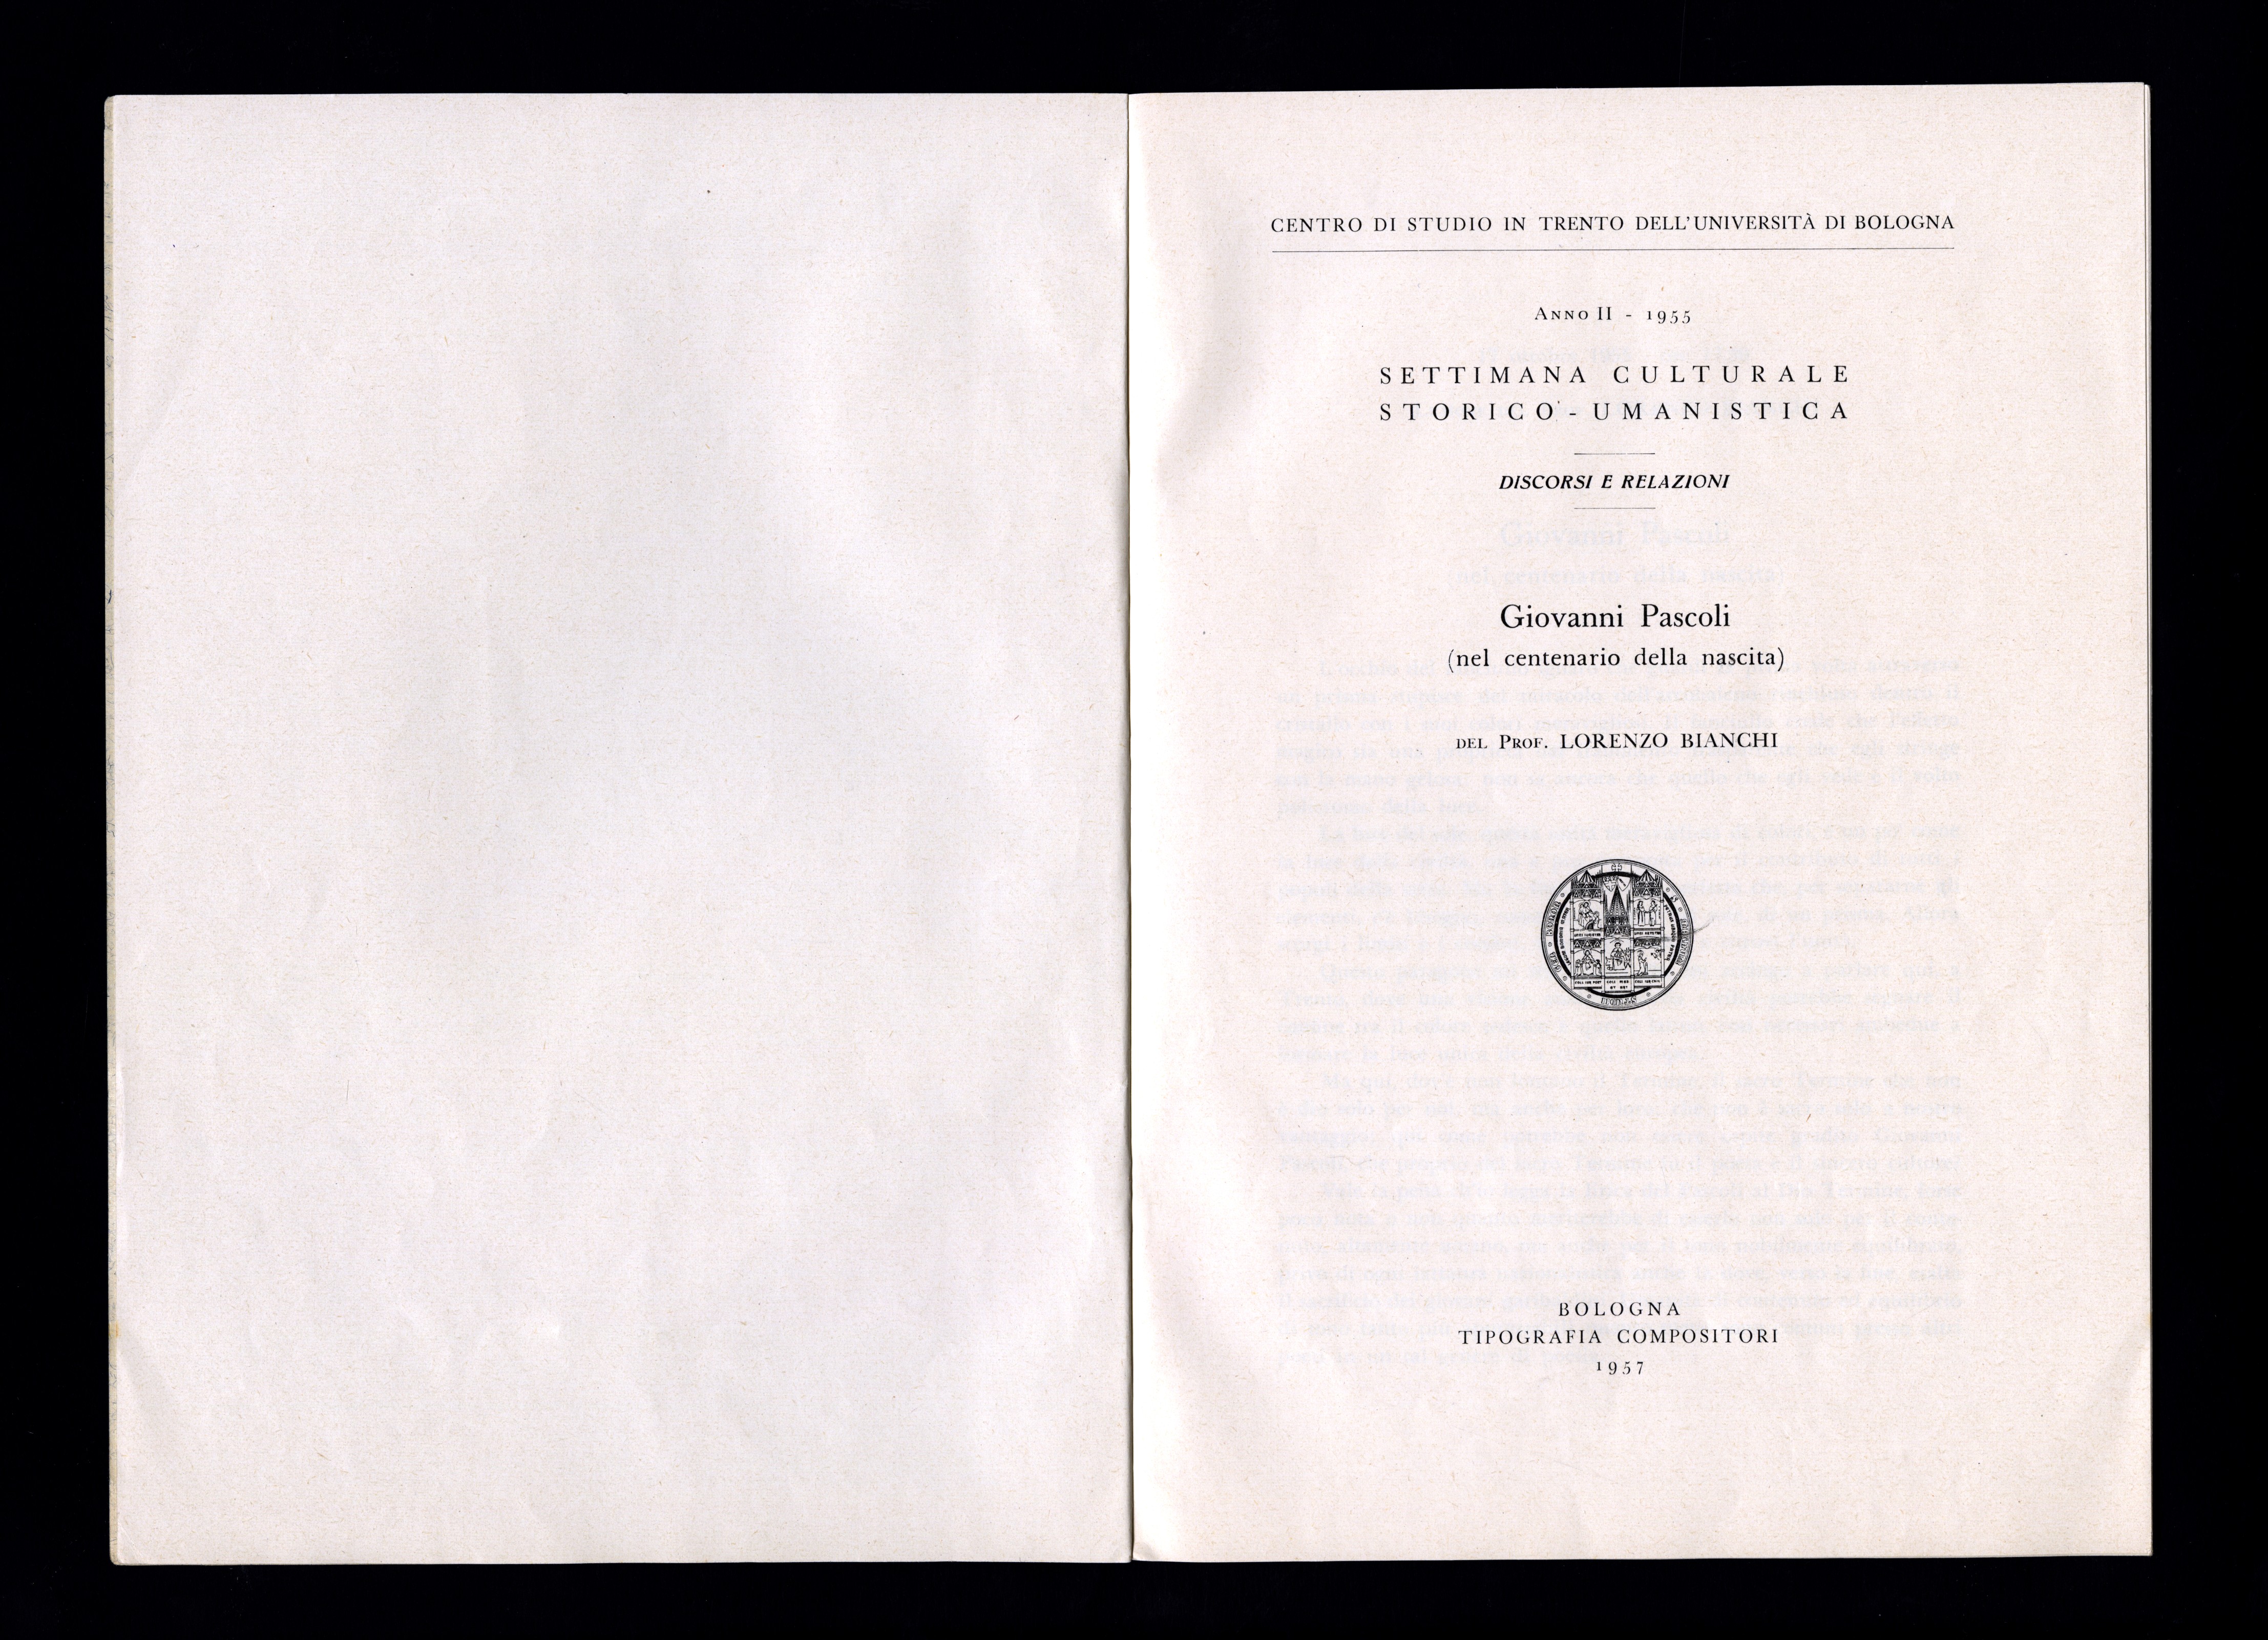 CENTRO DI STUDIO IN TRENTO DELL'UNIVERSITÀ DI BOLOGNA
ANNO II - 1955
SETTIMANA CULTURALE
STORICO - UMANISTICA
DISCORSI E RELAZIONI
Giovanni Pascoli
(nel centenario della nascita)
DEL PROF. LORENZO BIANCHI
BOLOGNA
TIPOGRAFIA COMPOSITORI
1957